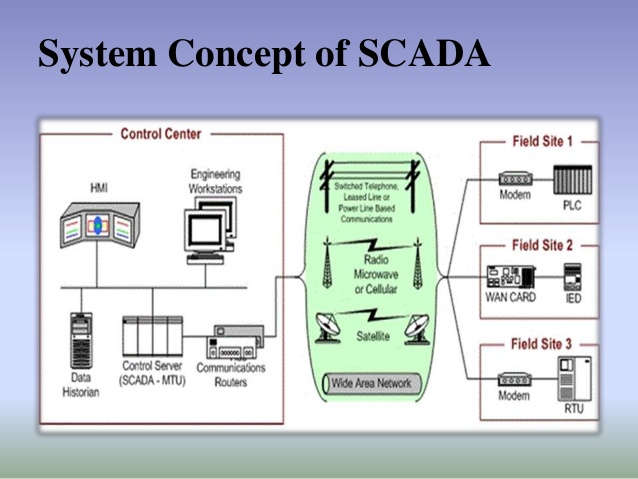 System Concept of SCADA
Control Center
HMI
Engineering
Workstations
Data
Historian
Control Server
(SCADA - MTU)
Communications
Routers
Switched Telephone,
Leased Line or
Power Line Based
Communications
Radio
Microwave
or Cellular
Satellite
Wide Area Network
Field Site 1
Modem
PLC
Field Site 2
WAN CARD
IED
Field Site 3
Modem
RTU